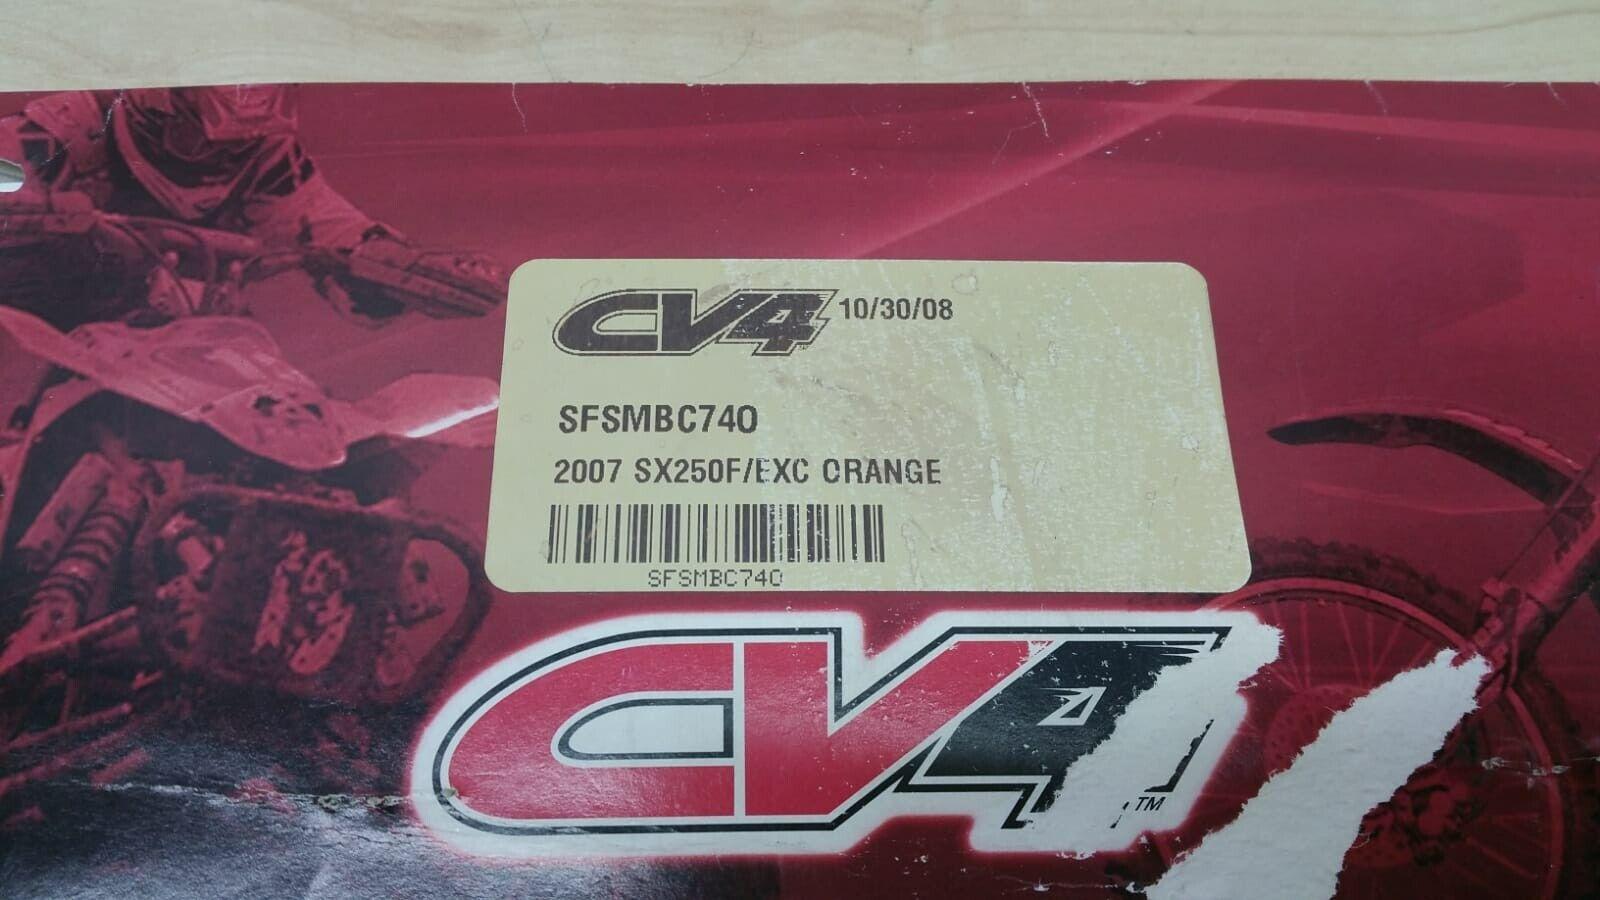 CV4 10/30/08
SFSMBC740
2007 SX250F/EXC ORANGE
SFSMBC740
CV4 TM